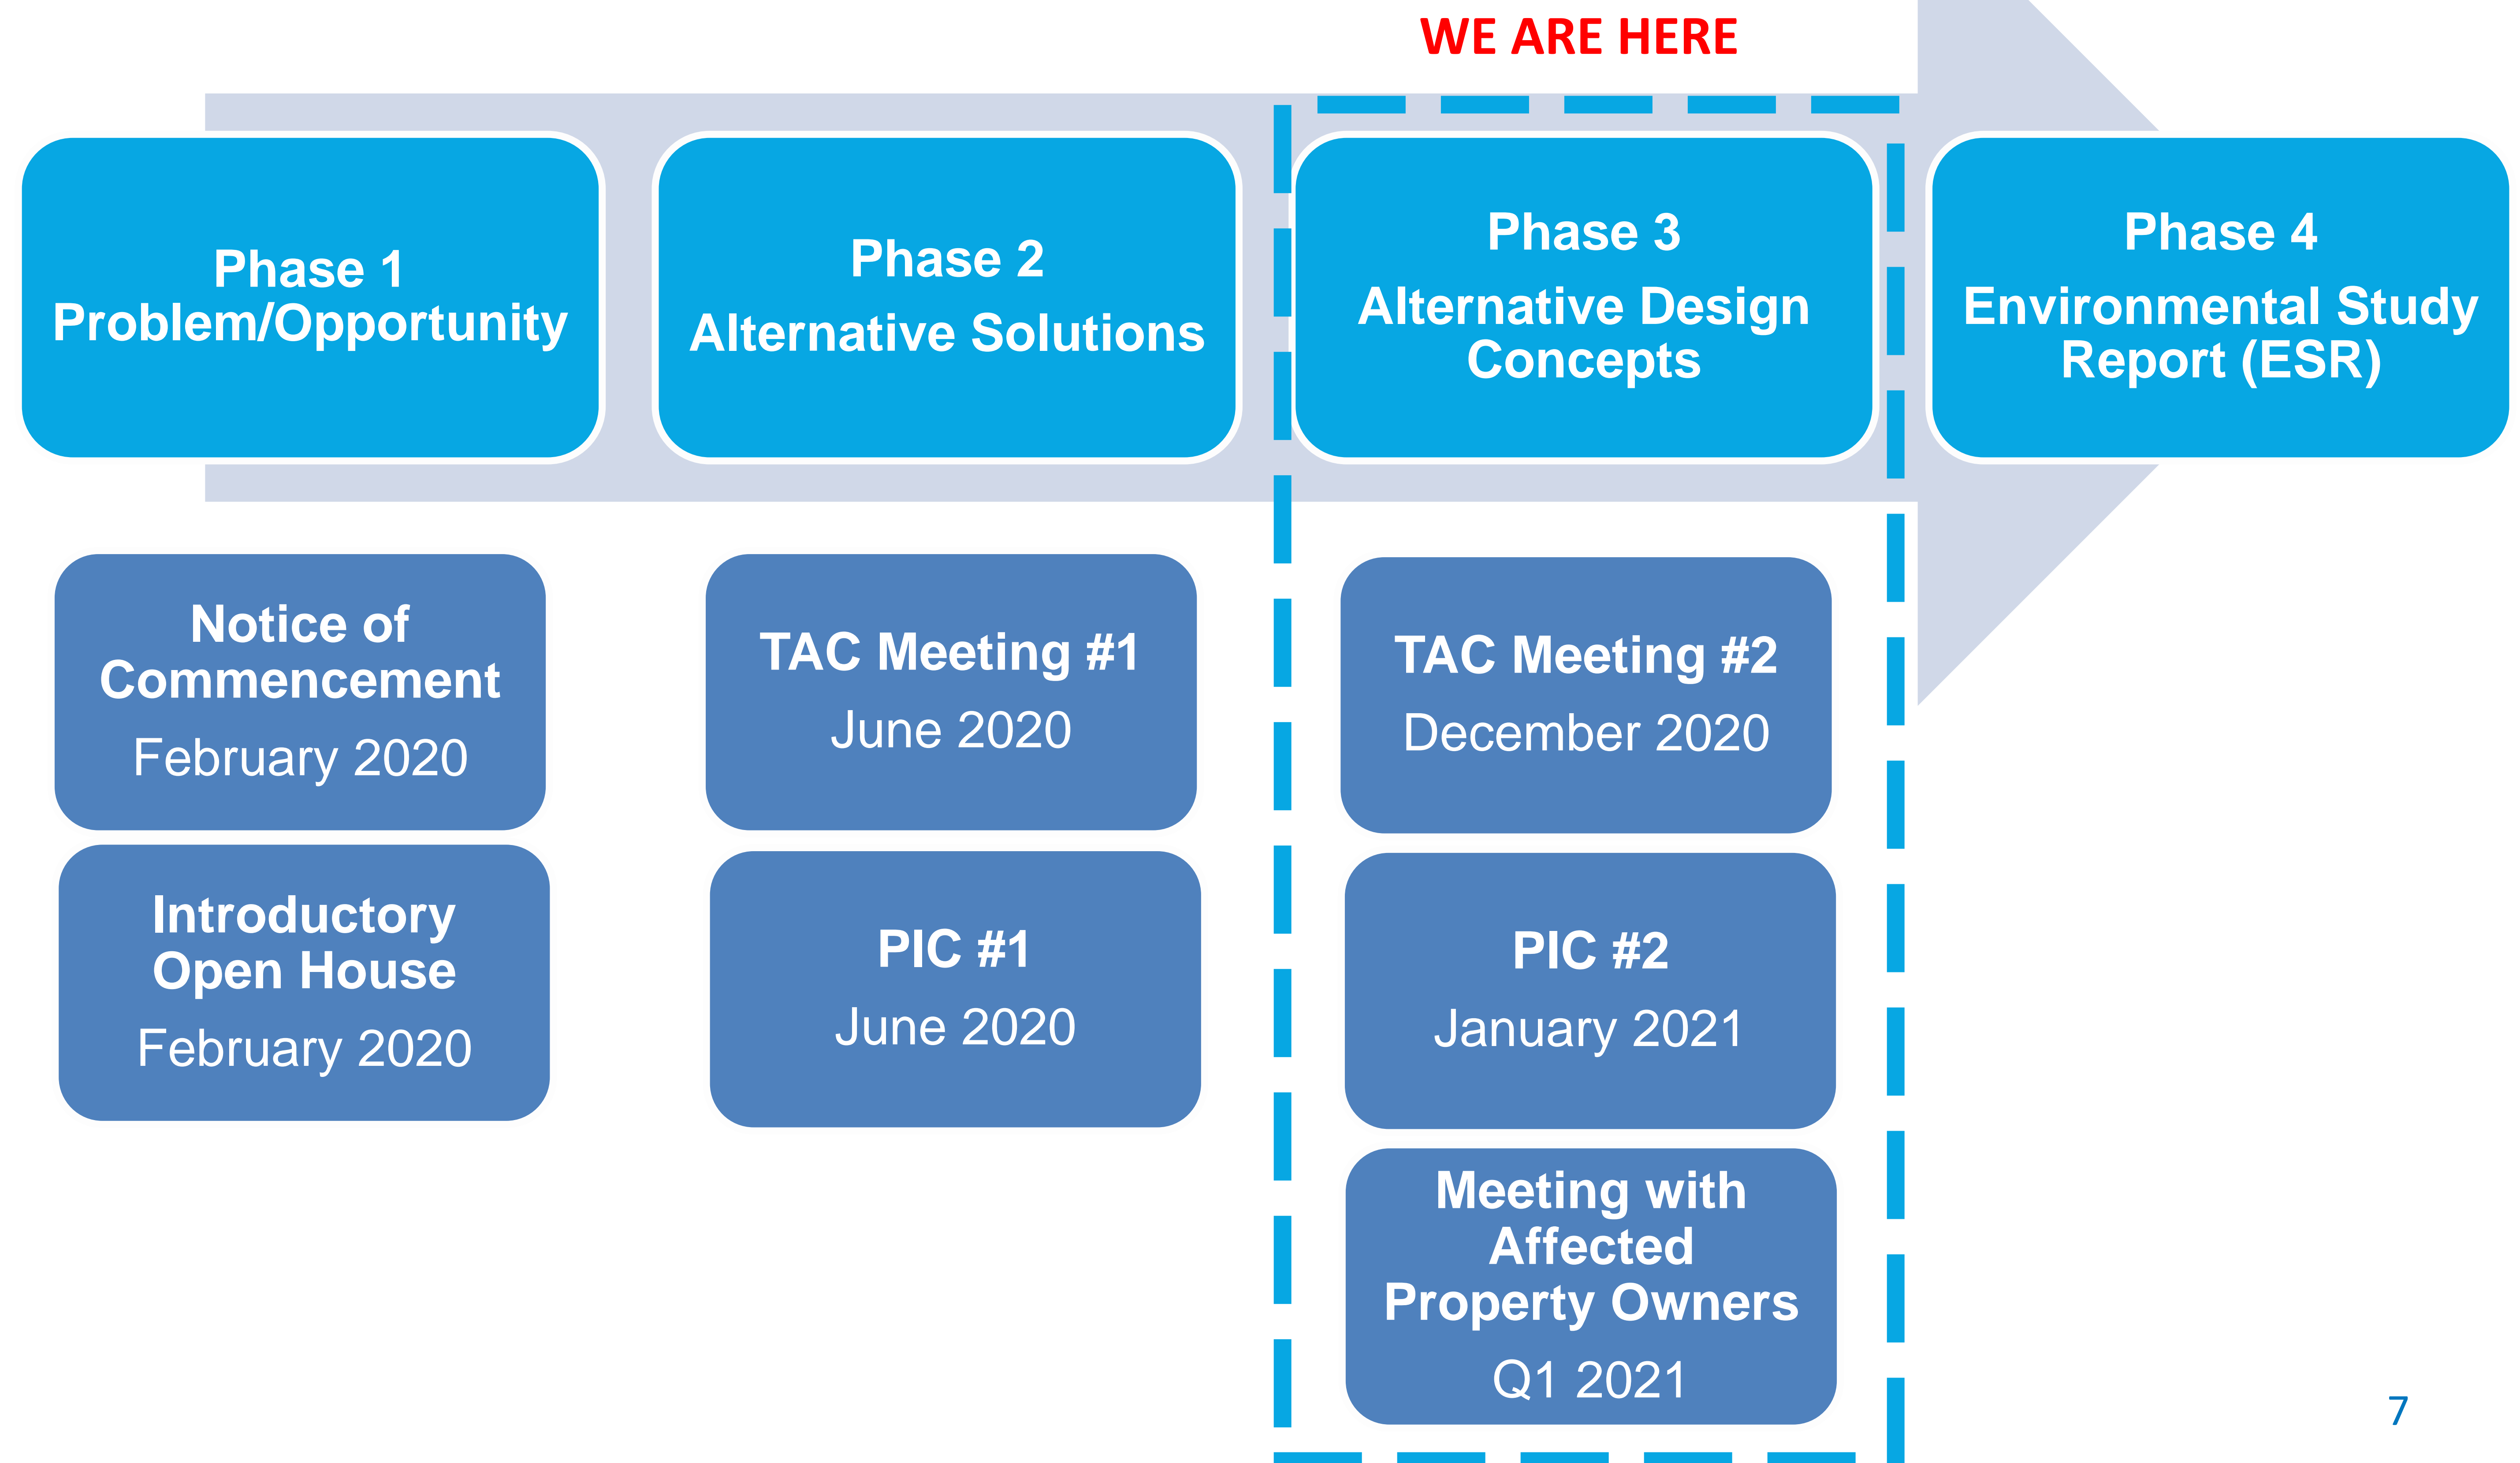 WE ARE HERE
Phase 1
Problem/Opportunity
Phase 2
Alternative Solutions
Phase 3
Alternative Design
Concepts
Phase 4
Environmental Study
Report (ESR)
Notice of
Commencement
February 2020
Introductory
Open House
February 2020
TAC Meeting #1
June 2020
PIC #1
June 2020
TAC Meeting #2
December 2020
PIC #2
January 2021
Meeting with
Affected
Property Owners
Q1 2021
7